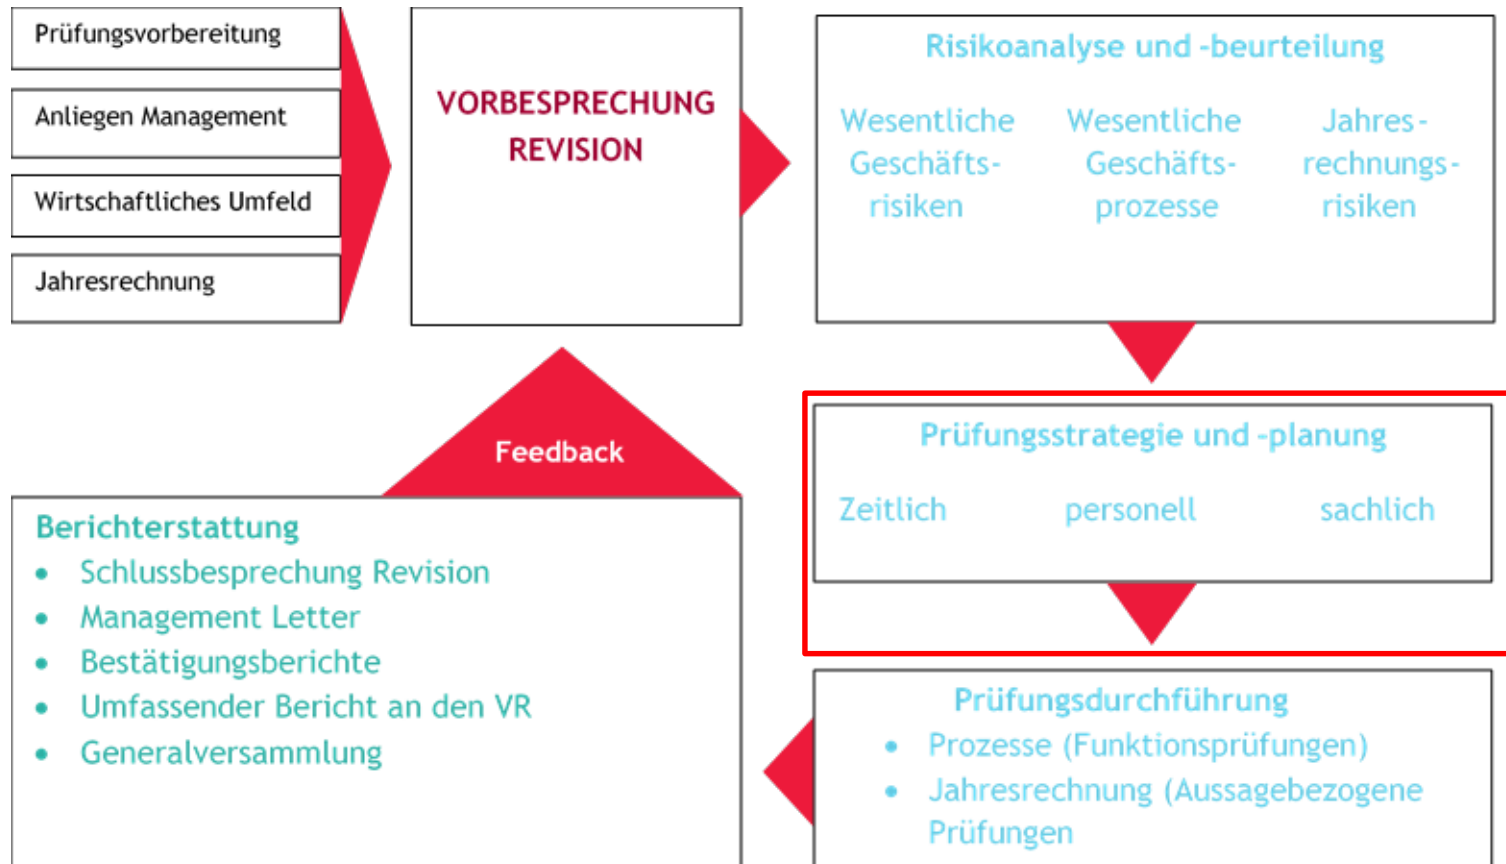 Prüfungsvorbereitung
Anliegen Management
Wirtschaftliches Umfeld
Jahresrechnung
VORBESPRECHUNG
REVISION
Risikoanalyse und -beurteilung
Wesentliche
Geschäfts-
risiken
Wesentliche
Geschäfts-
prozesse
Jahres-
rechnungs-
risiken
Prüfungsstrategie und -planung
Zeitlich personell sachlich
Prüfungsdurchführung
• Prozesse (Funktionsprüfungen)
• Jahresrechnung (Aussagebezogene
Prüfungen
Berichterstattung
• Schlussbesprechung Revision
• Management Letter
• Bestätigungsberichte
• Umfassender Bericht an den VR
• Generalversammlung
Feedback